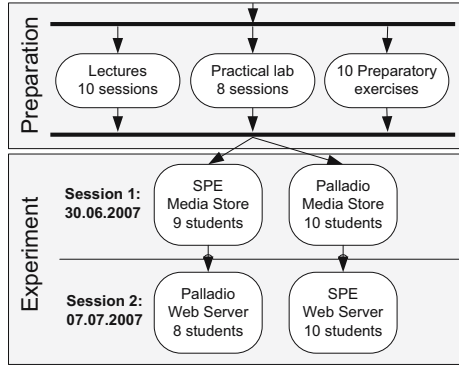 Preparation
Lectures
10 sessions
Practical lab
8 sessions
10 Preparatory
exercises
Experiment
Session 1:
30.06.2007
SPE
Media Store
9 students
Palladio
Media Store
10 students
Session 2:
07.07.2007
Palladio
Web Server
8 students
SPE
Web Server
10 students